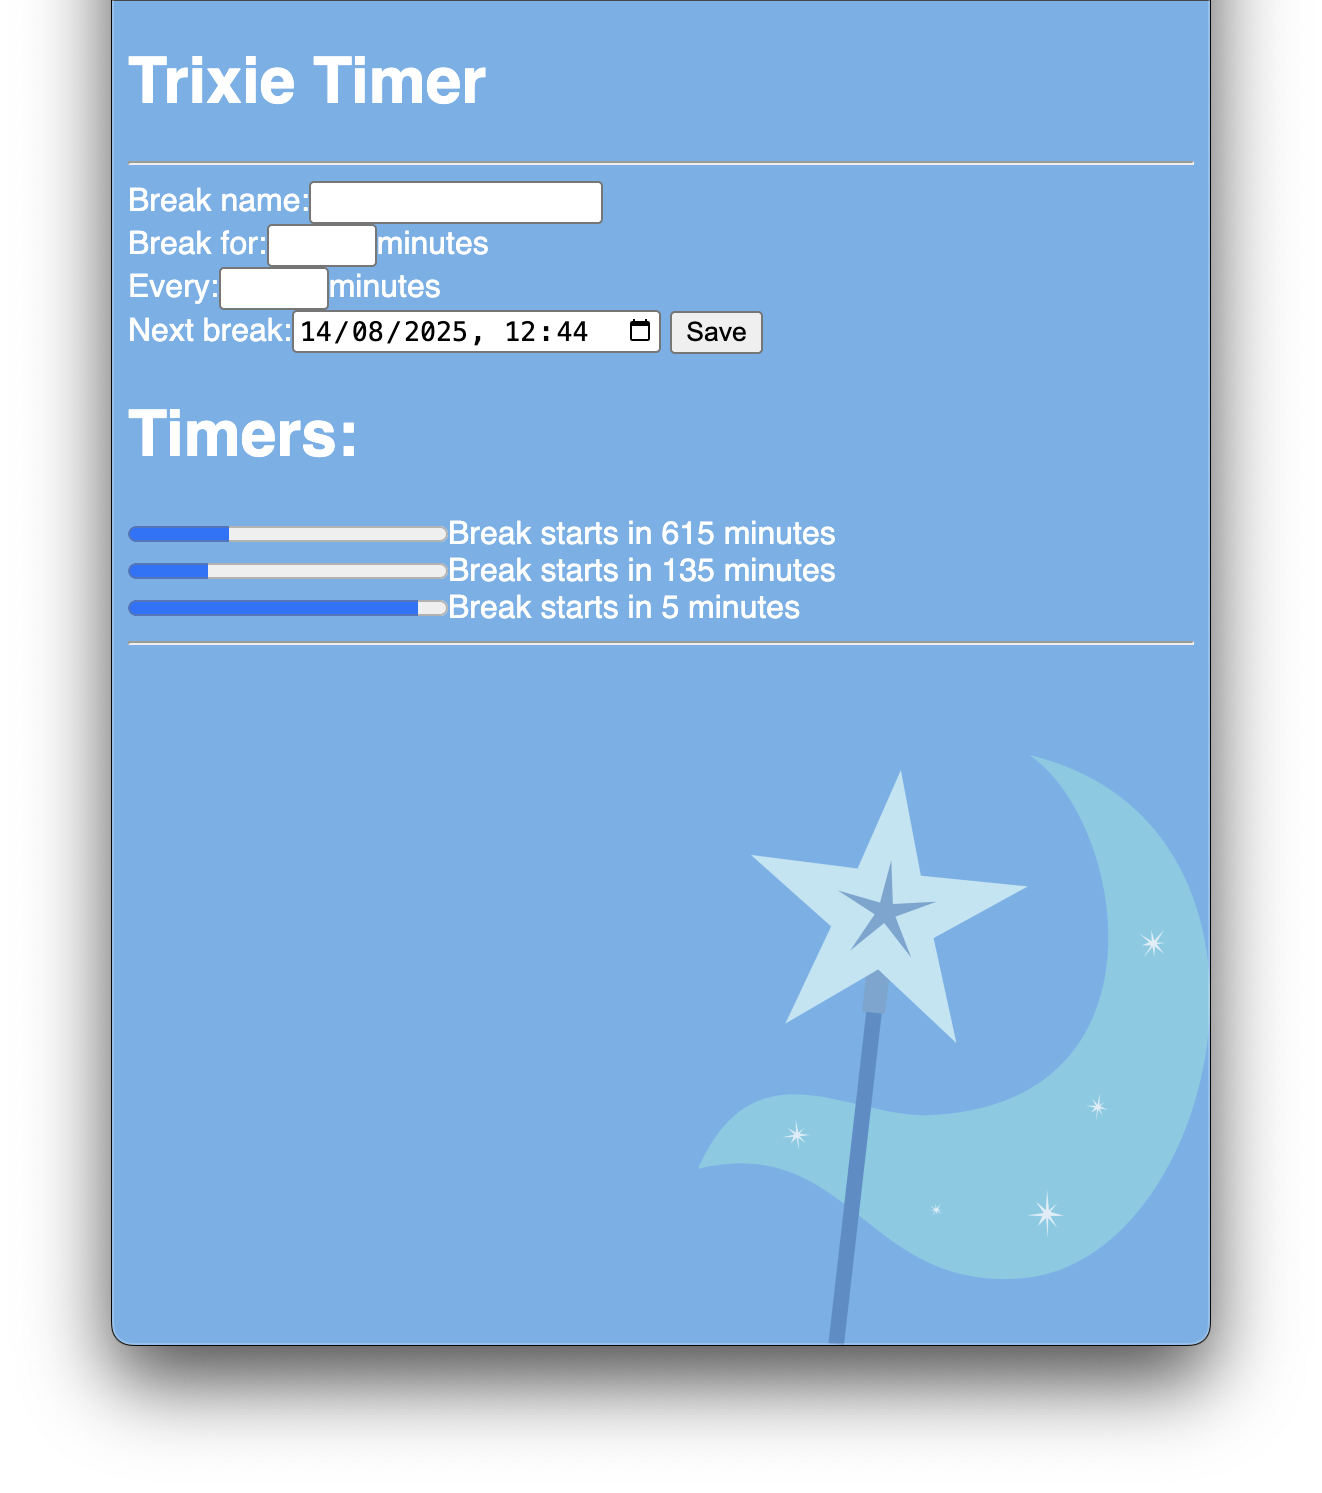 Trixie Timer
Break name:
Break for: minutes
Every: minutes
Next break: 14/08/2025, 12:44 Save
Timers:
Break starts in 615 minutes
Break starts in 135 minutes
Break starts in 5 minutes